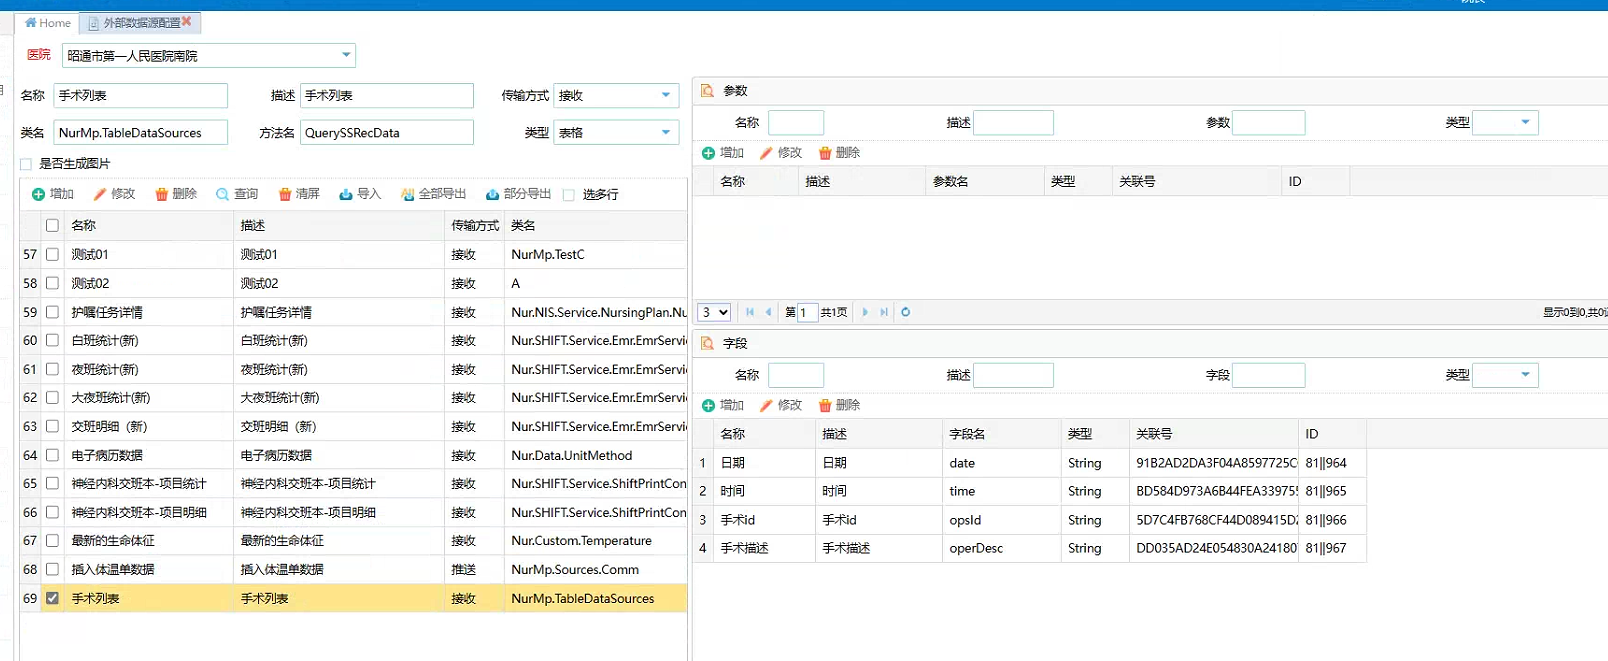 Home 外部数据源配置
医院 昭通市第一人民医院南院
名称 手术列表 描述 手术列表 传输方式 接收
类名 NurMp.TableDataSources 方法名 QuerySSRecData 类型 表格
是否生成图片
增加 修改 删除 查询 清屏 导入 全部导出 部分导出 选多行
名称 描述 传输方式 类名
57 测试01 测试01 接收 NurMp.TestC
58 测试02 测试02 接收 A
59 护嘱任务详情 护嘱任务详情 接收 Nur.NIS.Service.NursingPlan.Nu
60 白班统计(新) 白班统计(新) 接收 Nur.SHIFT.Service.Emr.EmrServi
61 夜班统计(新) 夜班统计(新) 接收 Nur.SHIFT.Service.Emr.EmrServi
62 大夜班统计(新) 大夜班统计(新) 接收 Nur.SHIFT.Service.Emr.EmrServi
63 交班明细（新） 交班明细（新） 接收 Nur.SHIFT.Service.Emr.EmrServi
64 电子病历数据 电子病历数据 接收 Nur.Data.UnitMethod
65 神经内科交班本-项目统计 神经内科交班本-项目统计 接收 Nur.SHIFT.Service.ShiftPrintCon
66 神经内科交班本-项目明细 神经内科交班本-项目明细 接收 Nur.SHIFT.Service.ShiftPrintCon
67 最新的生命体征 最新的生命体征 接收 Nur.Custom.Temperature
68 插入体温单数据 插入体温单数据 推送 NurMp.Sources.Comm
69 手术列表 手术列表 接收 NurMp.TableDataSources
参数
名称 描述 参数 类型
增加 修改 删除
名称 描述 参数名 类型 关联号 ID
3 第 1 共1页 显示0到0,共0
字段
名称 描述 字段 类型
增加 修改 删除
名称 描述 字段名 类型 关联号 ID
1 日期 日期 date String 91B2AD2DA3F04A8597725C 81||964
2 时间 时间 time String BD584D973A6B44FEA339755 81||965
3 手术id 手术id opsId String 5D7C4FB768CF44D089415D2 81||966
4 手术描述 手术描述 operDesc String DD035AD24E054830A24180 81||967